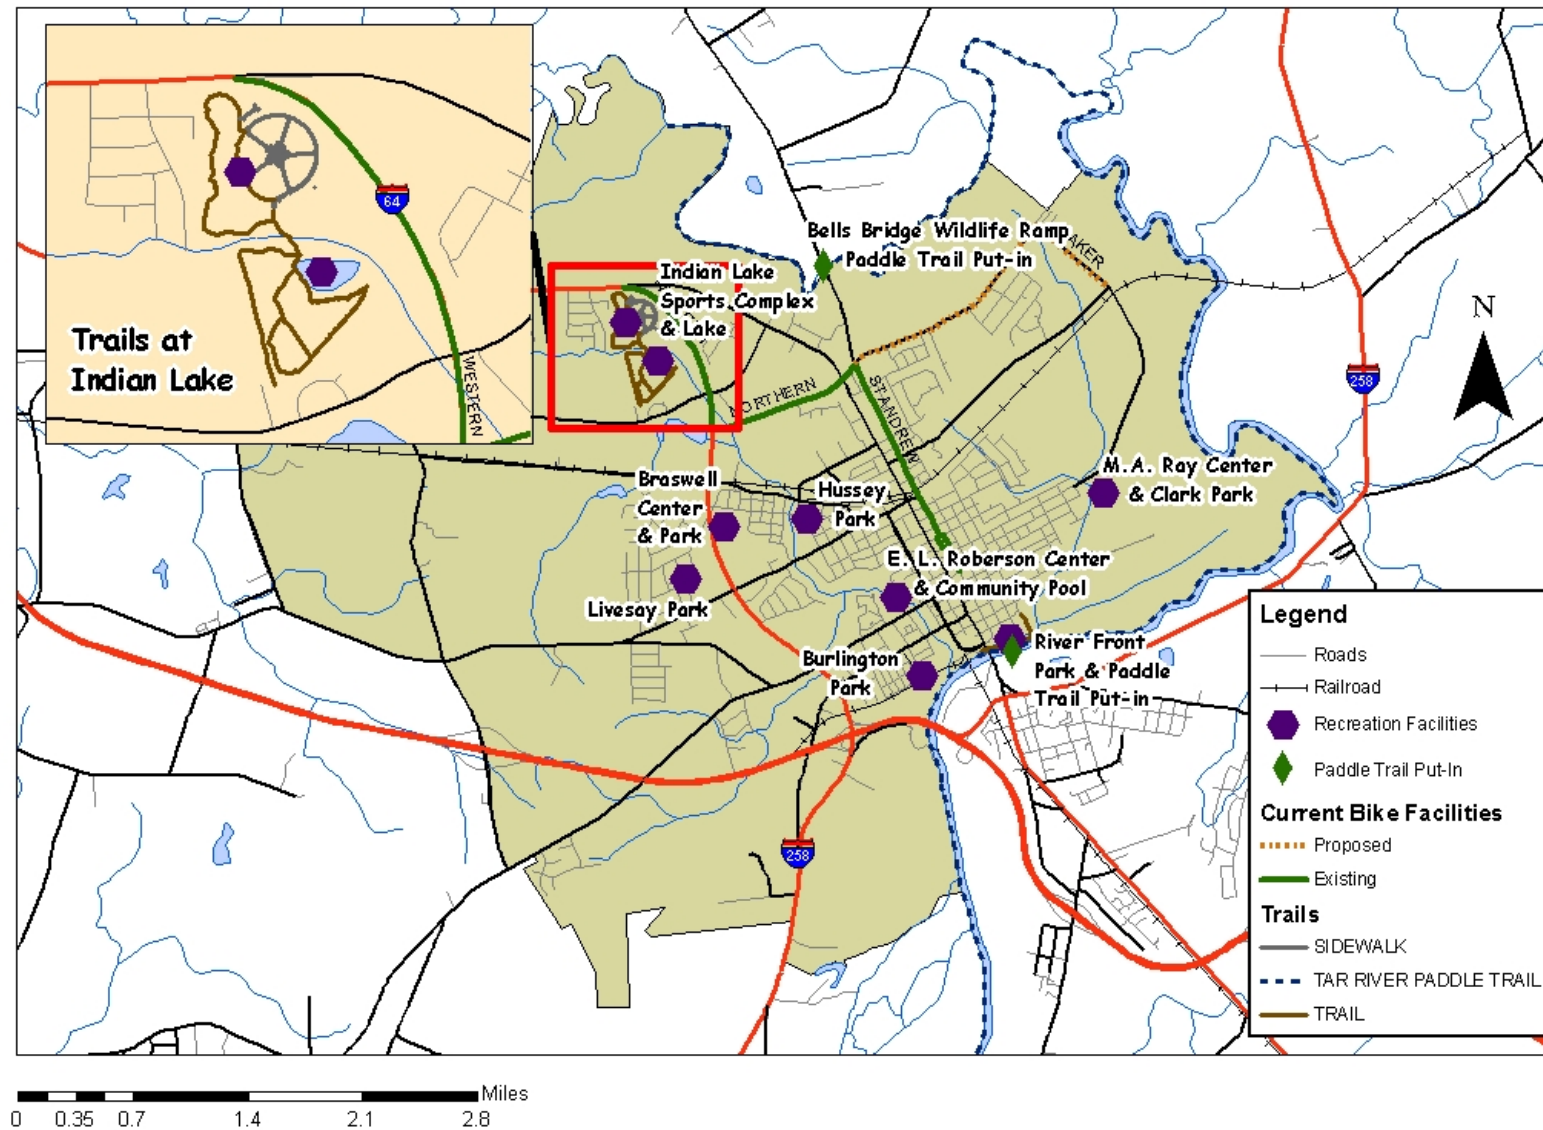 Trails at
Indian Lake
64
WESTERN
Bells Bridge Wildlife Ramp
Paddle Trail Put-in
AKER
Indian Lake
Sports Complex
& Lake
NORTHERN
ST ANDREW
N
258
Braswell
Center
& Park
Hussey
Park
M.A. Ray Center
& Clark Park
E. L. Roberson Center
& Community Pool
Livesay Park
Burlington
Park
River Front
Park & Paddle
Trail Put-in
258
Legend
Roads
Railroad
Recreation Facilities
Paddle Trail Put-In
Current Bike Facilities
Proposed
Existing
Trails
SIDEWALK
TAR RIVER PADDLE TRAIL
TRAIL
Miles
0 0.35 0.7 1.4 2.1 2.8